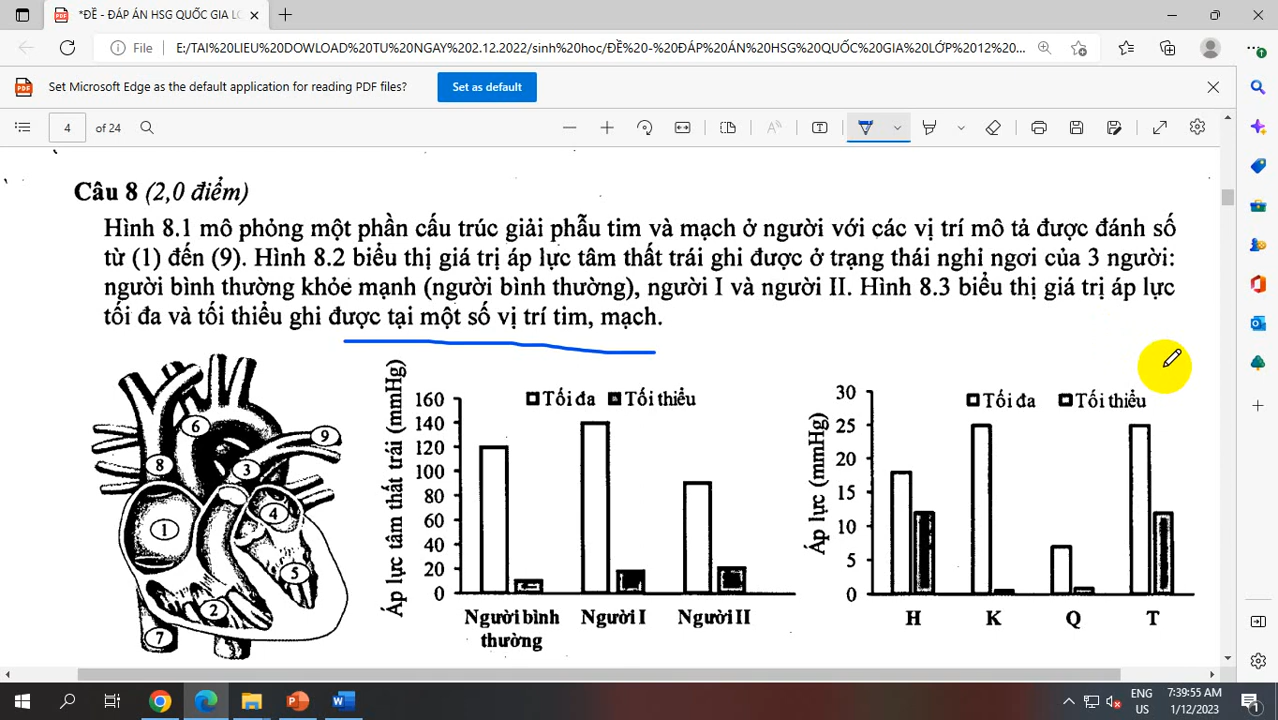 *ĐỀ - ĐÁP ÁN HSG QUỐC GIA LO
File
E:/TAI%20LIEU%20DOWLOAD%20TU%20NGAY%202.12.2022/sinh%20hoc/ĐỀ%20-%20ĐÁP%20ÁN%20HSG%20QUỐC%20GIA%20LỚP%2012%20...
Set Microsoft Edge as the default application for reading PDF files?
Set as default
4 of 24
Câu 8 (2,0 điểm)
Hình 8.1 mô phỏng một phần cấu trúc giải phẫu tim và mạch ở người với các vị trí mô tả được đánh số
từ (1) đến (9). Hình 8.2 biểu thị giá trị áp lực tâm thất trái ghi được ở trạng thái nghỉ ngơi của 3 người:
người bình thường khỏe mạnh (người bình thường), người I và người II. Hình 8.3 biểu thị giá trị áp lực
tối đa và tối thiểu ghi được tại một số vị trí tim, mạch.
6
9
8
3
1
4
5
2
7
Áp lực tâm thất trái (mmHg)
Tối đa Tối thiểu
160
140
120
100
80
60
40
20
0
Người bình thường Người I Người II
Áp lực (mmHg)
Tối đa Tối thiểu
30
25
20
15
10
5
0
H K Q T
ENG
US
7:39:55 AM
1/12/2023
1